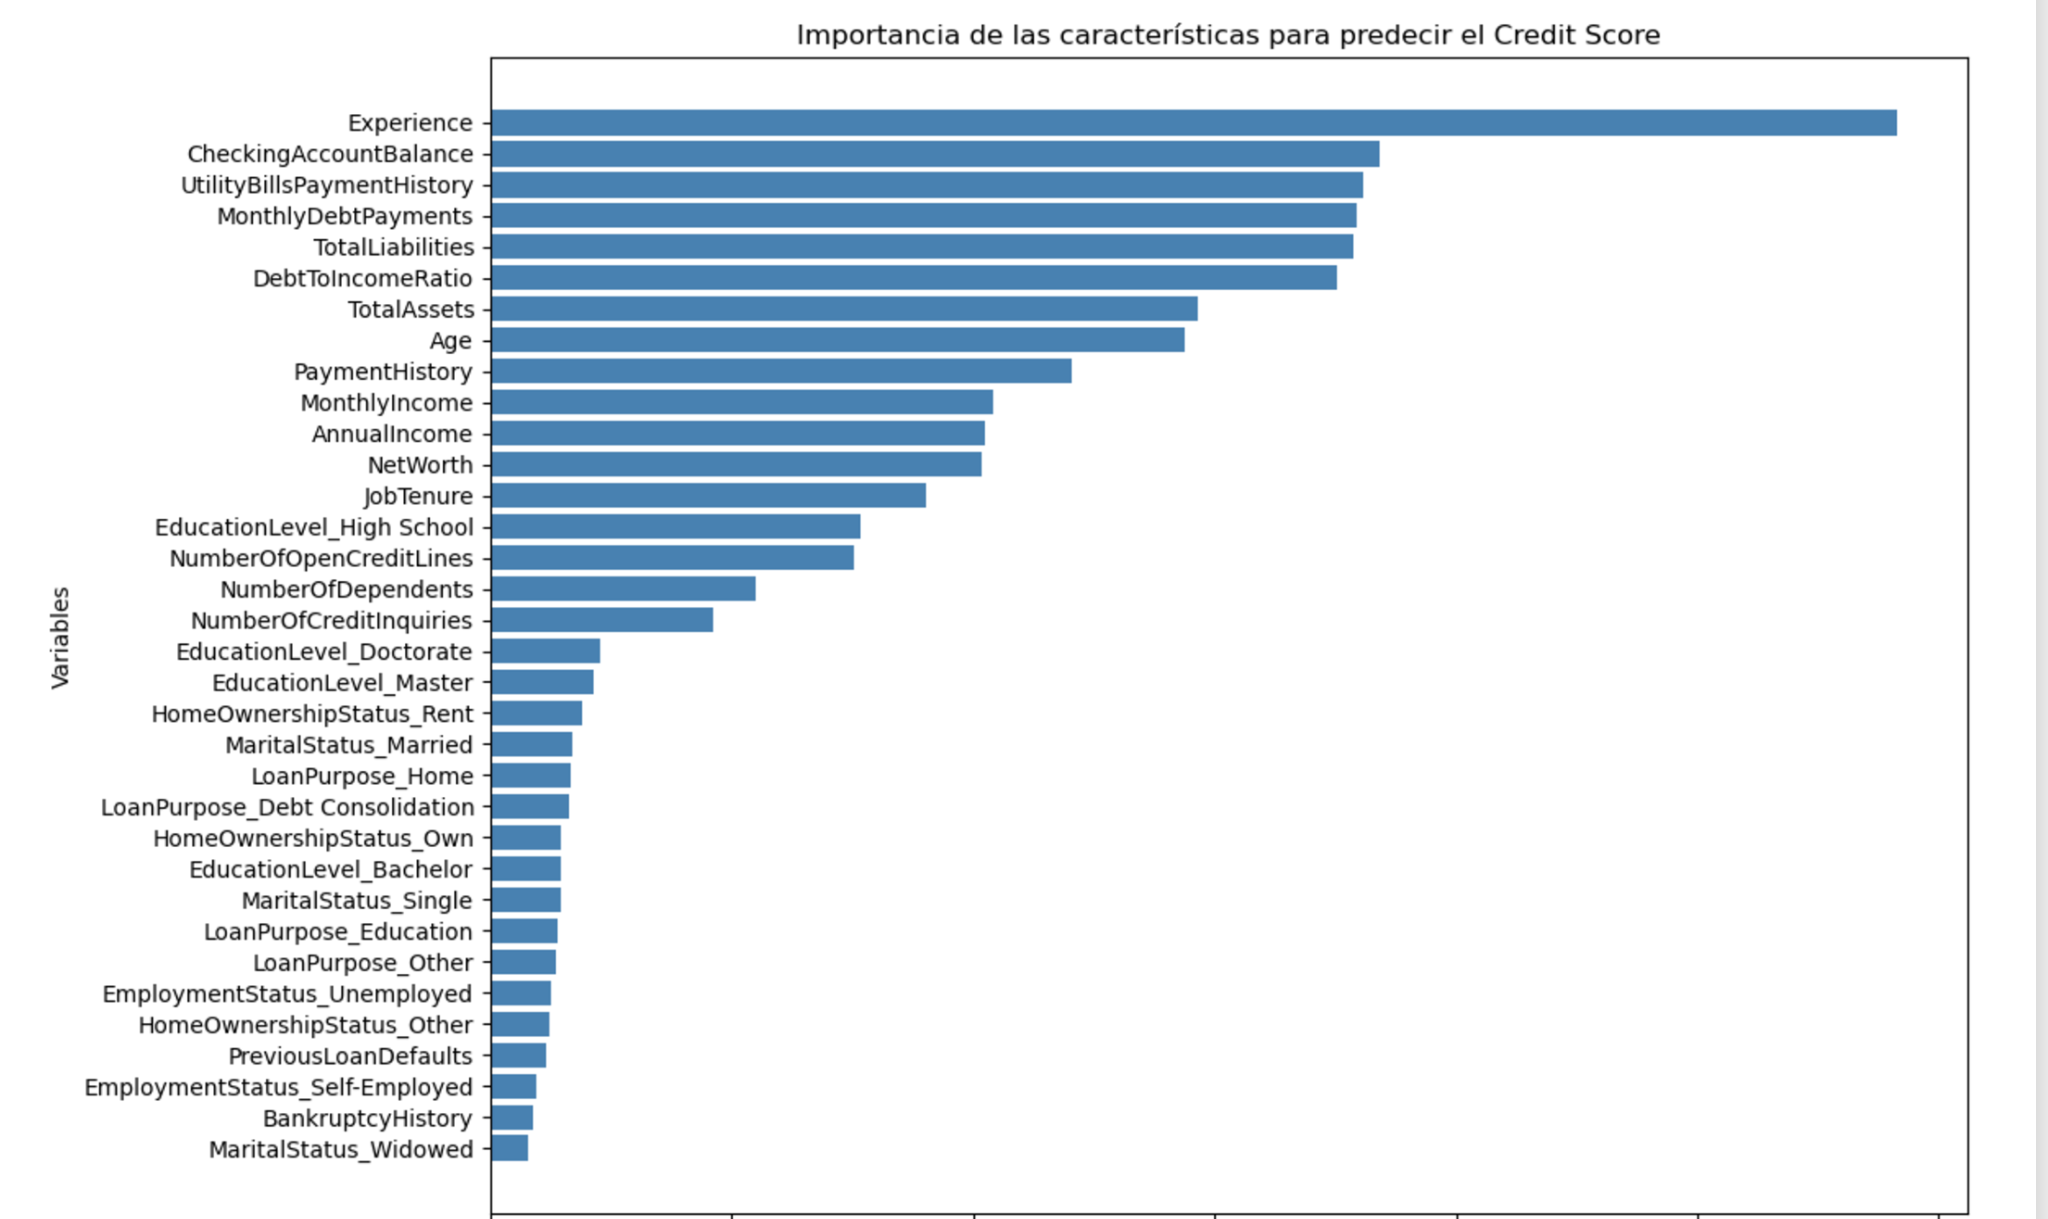 Importancia de las características para predecir el Credit Score
Experience
CheckingAccountBalance
UtilityBillsPaymentHistory
MonthlyDebtPayments
TotalLiabilities
DebtToIncomeRatio
TotalAssets
Age
PaymentHistory
MonthlyIncome
AnnualIncome
NetWorth
JobTenure
EducationLevel_High School
NumberOfOpenCreditLines
NumberOfDependents
NumberOfCreditInquiries
EducationLevel_Doctorate
EducationLevel_Master
HomeOwnershipStatus_Rent
MaritalStatus_Married
LoanPurpose_Home
LoanPurpose_Debt Consolidation
HomeOwnershipStatus_Own
EducationLevel_Bachelor
MaritalStatus_Single
LoanPurpose_Education
LoanPurpose_Other
EmploymentStatus_Unemployed
HomeOwnershipStatus_Other
PreviousLoanDefaults
EmploymentStatus_Self-Employed
BankruptcyHistory
MaritalStatus_Widowed
Variables